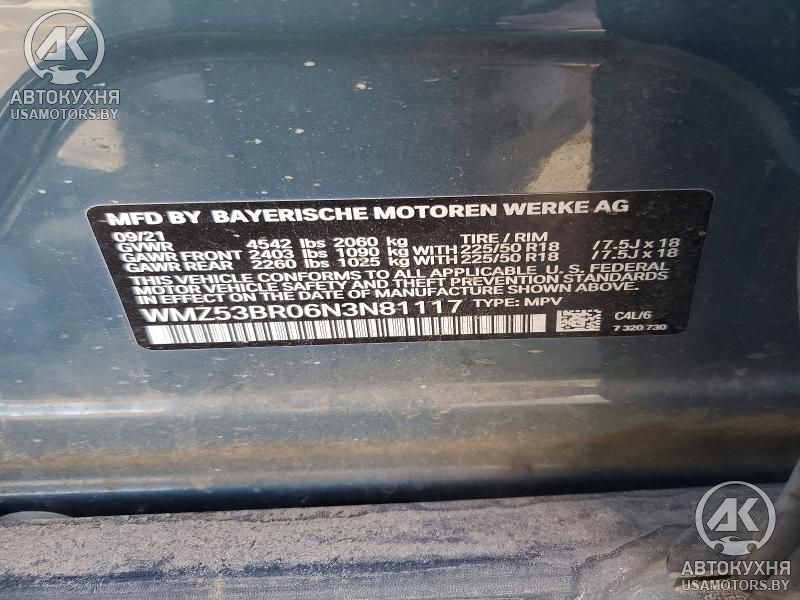 AK
АВТОКУХНЯ
USAMOTORS.BY
MFD BY BAYERISCHE MOTOREN WERKE AG
09/21 TIRE / RIM
GVWR 4542 lbs 2060 kg
GAWR FRONT 2403 lbs 1090 kg WITH 225/50 R18 /7.5J x 18
GAWR REAR 2260 lbs 1025 kg WITH 225/50 R18 /7.5J x 18
THIS VEHICLE CONFORMS TO ALL APPLICABLE U. S. FEDERAL
MOTOR VEHICLE SAFETY AND THEFT PREVENTION STANDARDS
IN EFFECT ON THE DATE OF MANUFACTURE SHOWN ABOVE.
WMZ53BR06N3N81117 TYPE: MPV
C4L/6
7 320 730
AK
АВТОКУХНЯ
USAMOTORS.BY